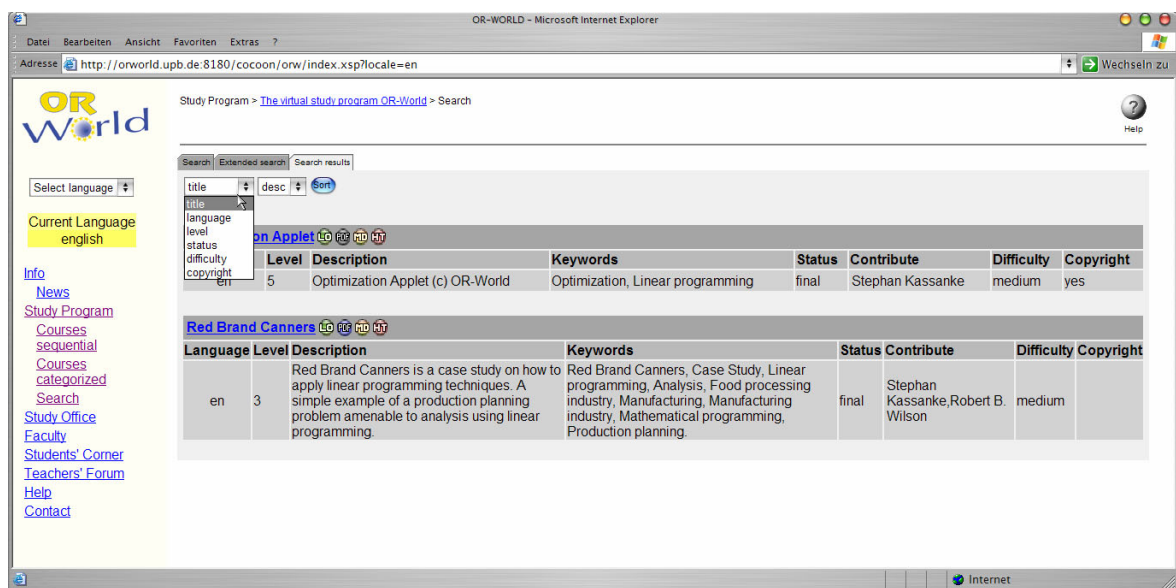 OR-WORLD - Microsoft Internet Explorer
Datei Bearbeiten Ansicht Favoriten Extras ?
Adresse http://orworld.upb.de:8180/cocoon/orw/index.xsp?locale=en Wechseln zu
OR World
Study Program > The virtual study program OR-World > Search
Help
Search Extended search Search results
Select language
title desc Sort
title
language
level
status
difficulty
copyright
Current Language
english
Info
News
Study Program
Courses
sequential
Courses
categorized
Search
Study Office
Faculty
Students' Corner
Teachers' Forum
Help
Contact
on Applet LO PDF MD HT
Level Description Keywords Status Contribute Difficulty Copyright
en 5 Optimization Applet (c) OR-World Optimization, Linear programming final Stephan Kassanke medium yes
Red Brand Canners LO PDF MD HT
Language Level Description Keywords Status Contribute Difficulty Copyright
en 3 Red Brand Canners is a case study on how to
apply linear programming techniques. A
simple example of a production planning
problem amenable to analysis using linear
programming.
Red Brand Canners, Case Study, Linear
programming, Analysis, Food processing
industry, Manufacturing, Manufacturing
industry, Mathematical programming,
Production planning.
final
Stephan
Kassanke,Robert B.
Wilson
medium
Internet